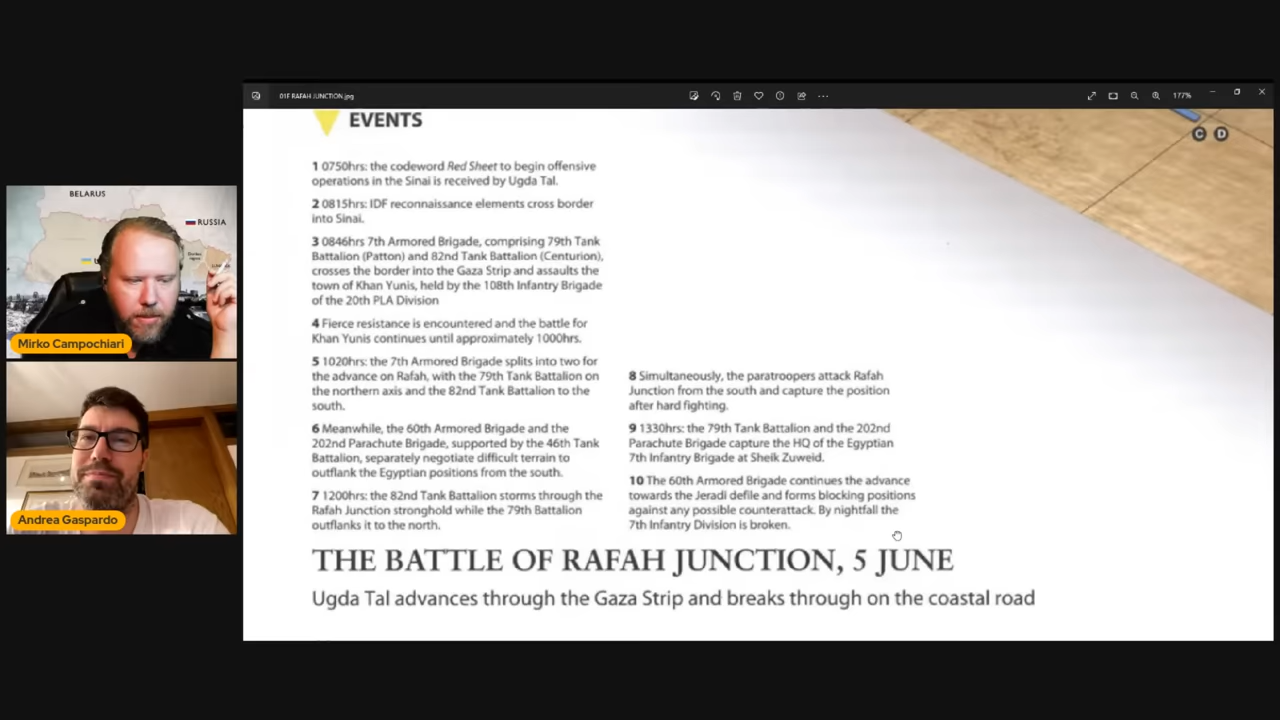 01F RAFAH JUNCTION.jpg
177%
EVENTS
C D
1 0750hrs: the codeword Red Sheet to begin offensive
operations in the Sinai is received by Ugda Tal.
2 0815hrs: IDF reconnaissance elements cross border
into Sinai.
3 0846hrs 7th Armored Brigade, comprising 79th Tank
Battalion (Patton) and 82nd Tank Battalion (Centurion),
crosses the border into the Gaza Strip and assaults the
town of Khan Yunis, held by the 108th Infantry Brigade
of the 20th PLA Division
4 Fierce resistance is encountered and the battle for
Khan Yunis continues until approximately 1000hrs.
5 1020hrs: the 7th Armored Brigade splits into two for
the advance on Rafah, with the 79th Tank Battalion on
the northern axis and the 82nd Tank Battalion to the
south.
6 Meanwhile, the 60th Armored Brigade and the
202nd Parachute Brigade, supported by the 46th Tank
Battalion, separately negotiate difficult terrain to
outflank the Egyptian positions from the south.
7 1200hrs: the 82nd Tank Battalion storms through the
Rafah Junction stronghold while the 79th Battalion
outflanks it to the north.
8 Simultaneously, the paratroopers attack Rafah
Junction from the south and capture the position
after hard fighting.
9 1330hrs: the 79th Tank Battalion and the 202nd
Parachute Brigade capture the HQ of the Egyptian
7th Infantry Brigade at Sheik Zuweid.
10 The 60th Armored Brigade continues the advance
towards the Jeradi defile and forms blocking positions
against any possible counterattack. By nightfall the
7th Infantry Division is broken.
THE BATTLE OF RAFAH JUNCTION, 5 JUNE
Ugda Tal advances through the Gaza Strip and breaks through on the coastal road
BELARUS
RUSSIA
Mirko Campochiari
Andrea Gaspardo